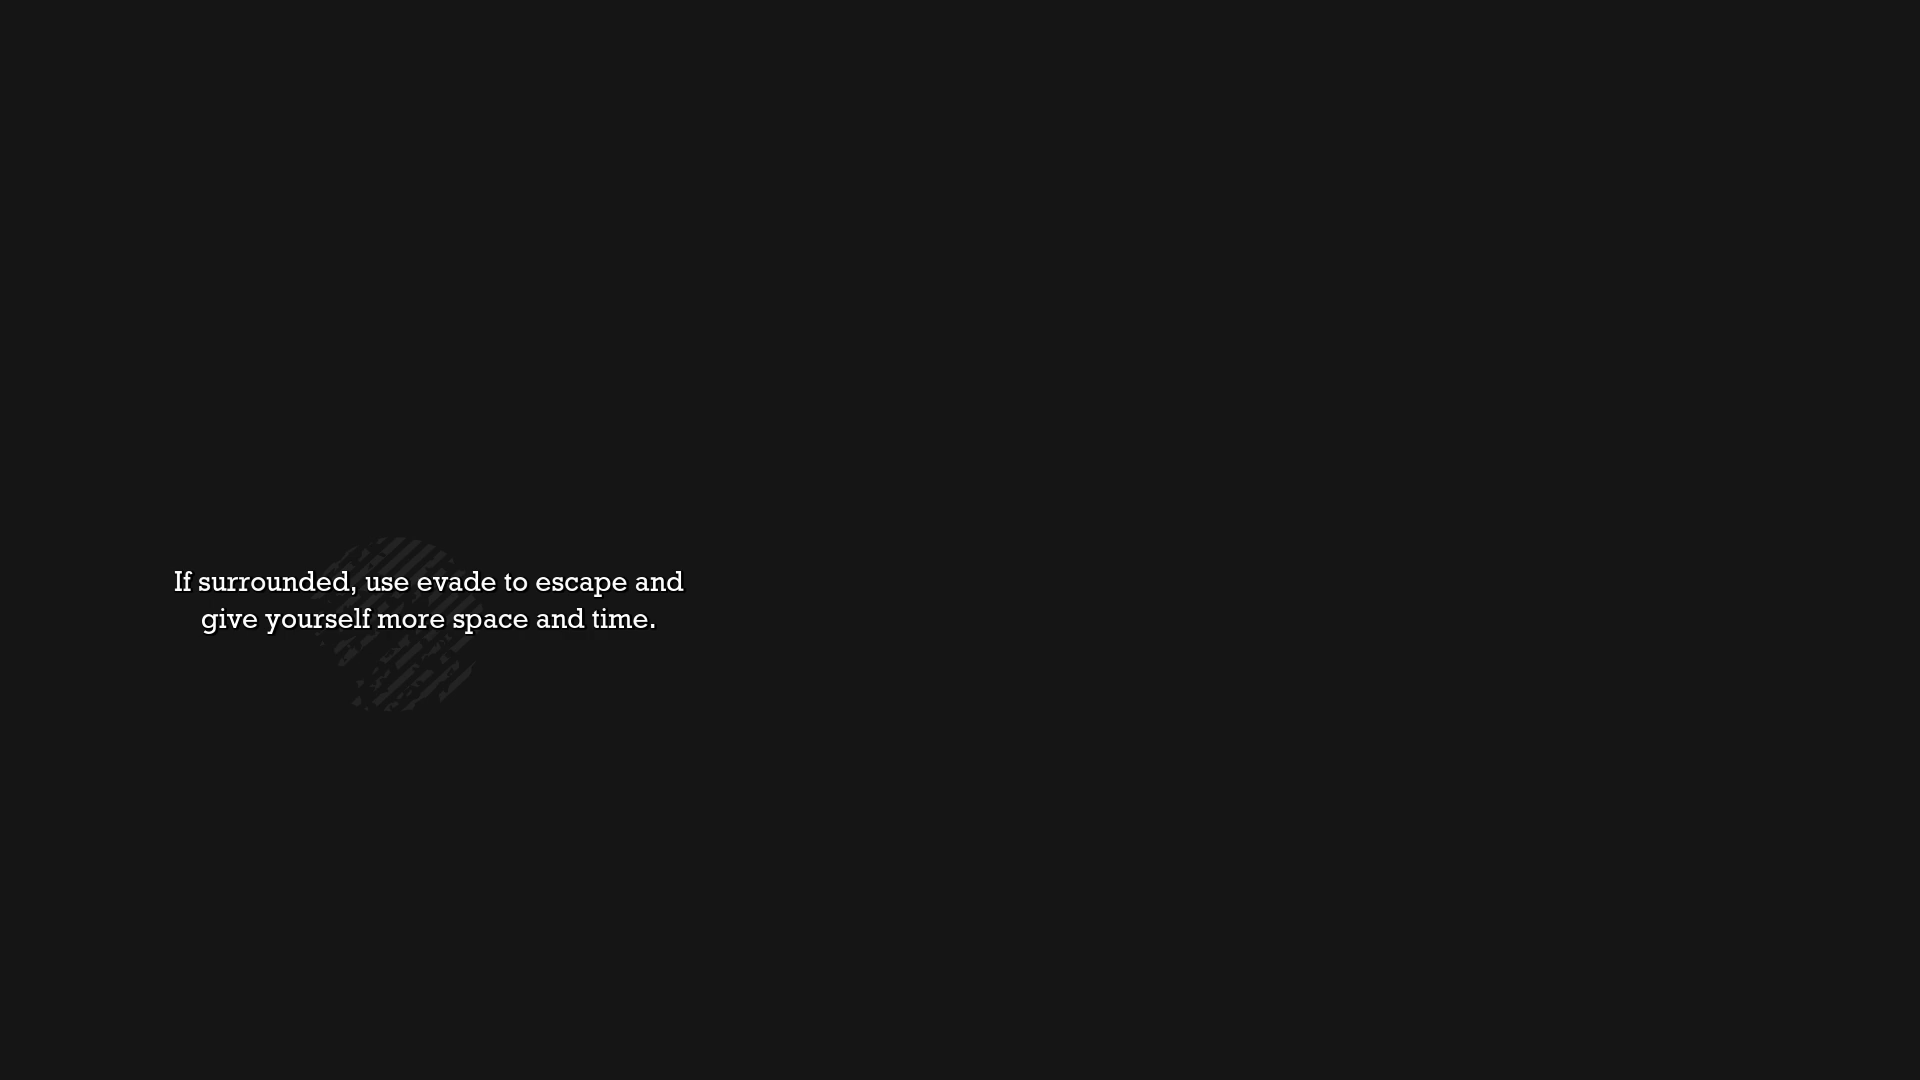 If surrounded, use evade to escape and
give yourself more space and time.